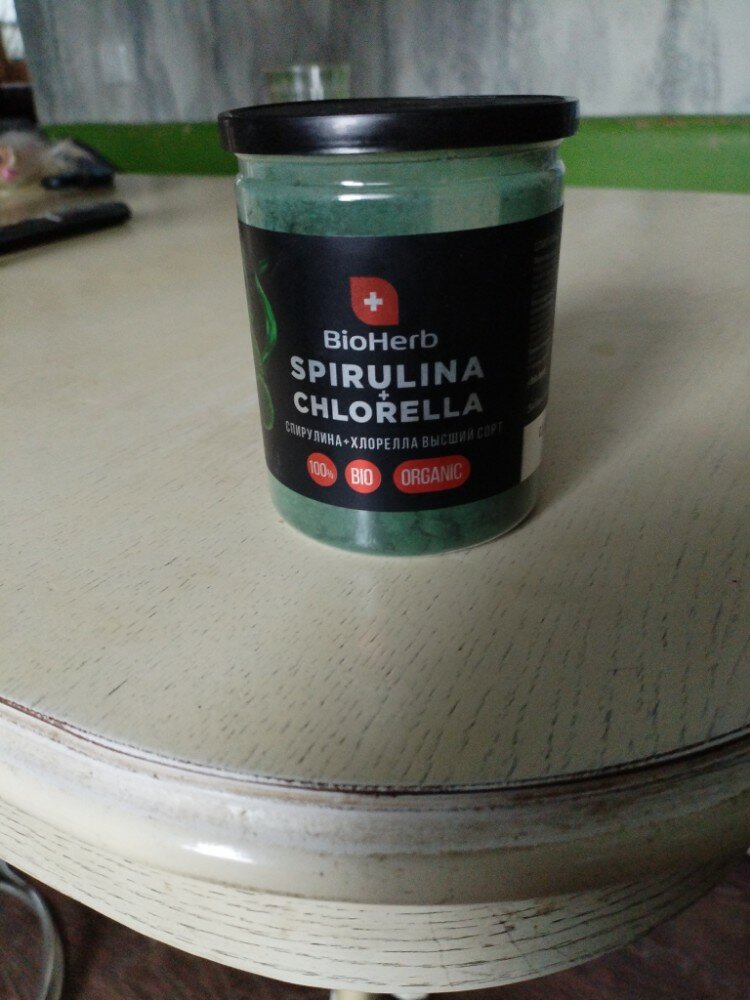 BioHerb
SPIRULINA
+
CHLORELLA
СПИРУЛИНА+ХЛОРЕЛЛА ВЫСШИЙ СОРТ
100% BIO ORGANIC